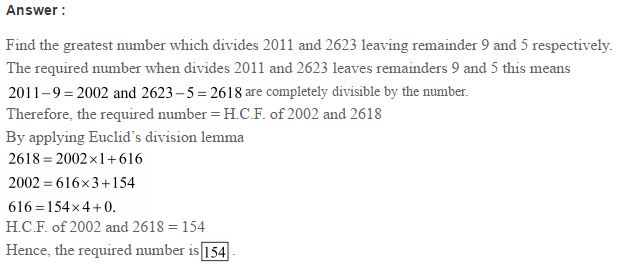 Answer :
Find the greatest number which divides 2011 and 2623 leaving remainder 9 and 5 respectively.
The required number when divides 2011 and 2623 leaves remainders 9 and 5 this means
2011–9 = 2002 and 2623–5 = 2618 are completely divisible by the number.
Therefore, the required number = H.C.F. of 2002 and 2618
By applying Euclid's division lemma
2618 = 2002×1+616
2002 = 616×3+154
616 = 154×4+0.
H.C.F. of 2002 and 2618 = 154
Hence, the required number is 154 .